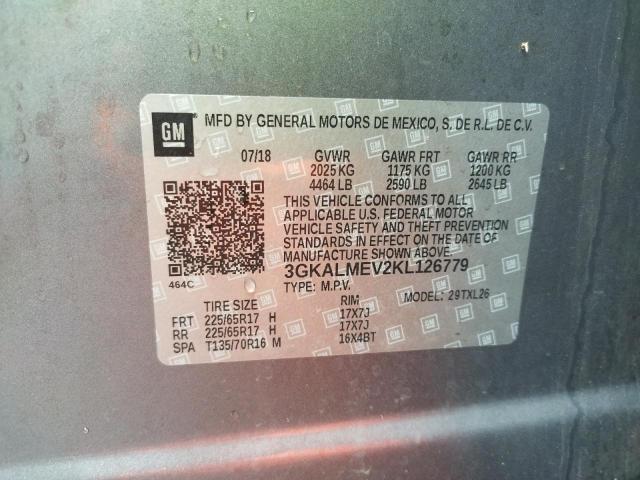 GM MFD BY GENERAL MOTORS DE MEXICO, S. DE R.L. DE C.V.
07/18 GVWR GAWR FRT GAWR RR
2025 KG 1175 KG 1200 KG
4464 LB 2590 LB 2645 LB
THIS VEHICLE CONFORMS TO ALL
APPLICABLE U.S. FEDERAL MOTOR
VEHICLE SAFETY AND THEFT PREVENTION
STANDARDS IN EFFECT ON THE DATE OF
MANUFACTURE SHOWN ABOVE.
3GKALMEV2KL126779
464C
TYPE: M.P.V. MODEL: 29TXL26
TIRE SIZE RIM
FRT 225/65R17 H 17X7J
RR 225/65R17 H 17X7J
SPA T135/70R16 M 16X4BT